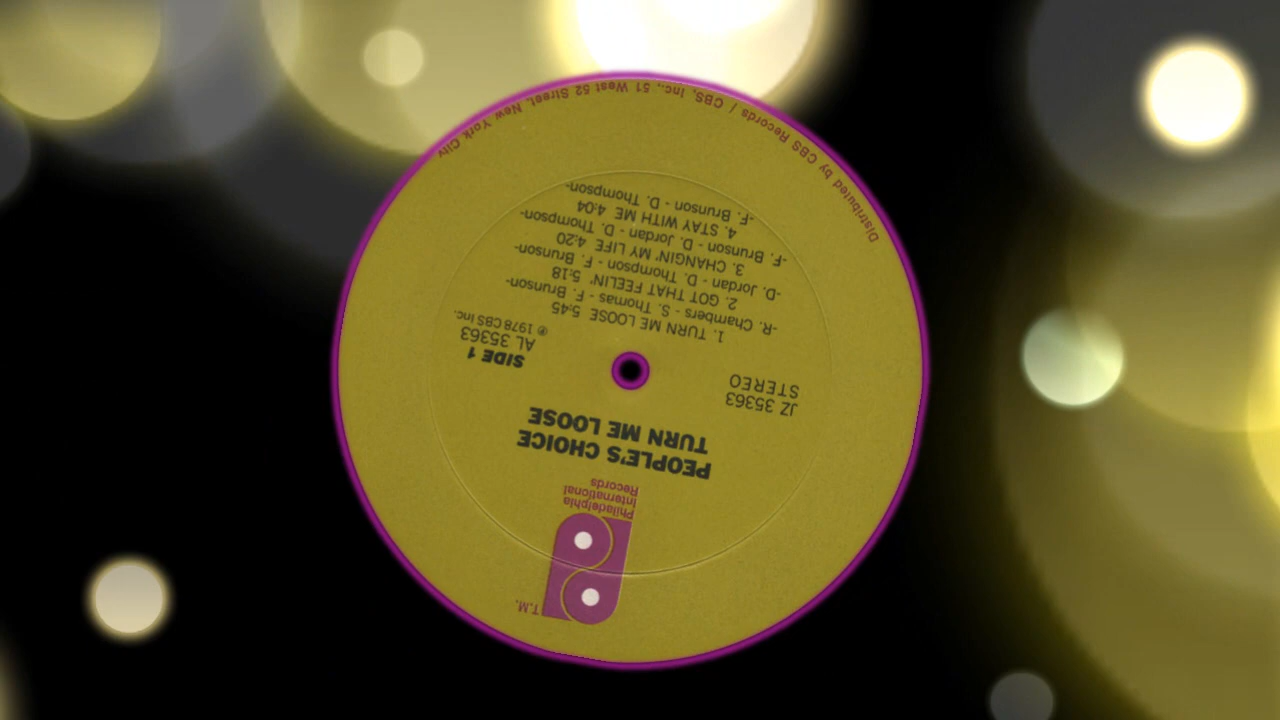 T.M.
Philadelphia
International
Records
PEOPLE'S CHOICE
TURN ME LOOSE
JZ 35363
STEREO
SIDE 1
AL 35363
℗ 1978 CBS Inc.
1. TURN ME LOOSE 5:45
-R. Chambers - S. Thomas - F. Brunson-
2. GOT THAT FEELIN' 5:18
-D. Jordan - D. Thompson - F. Brunson-
3. CHANGIN' MY LIFE 4:20
-F. Brunson - D. Jordan - D. Thompson-
4. STAY WITH ME 4:04
-F. Brunson - D. Thompson-
Distributed by CBS Records / CBS, Inc., 51 West 52 Street, New York City